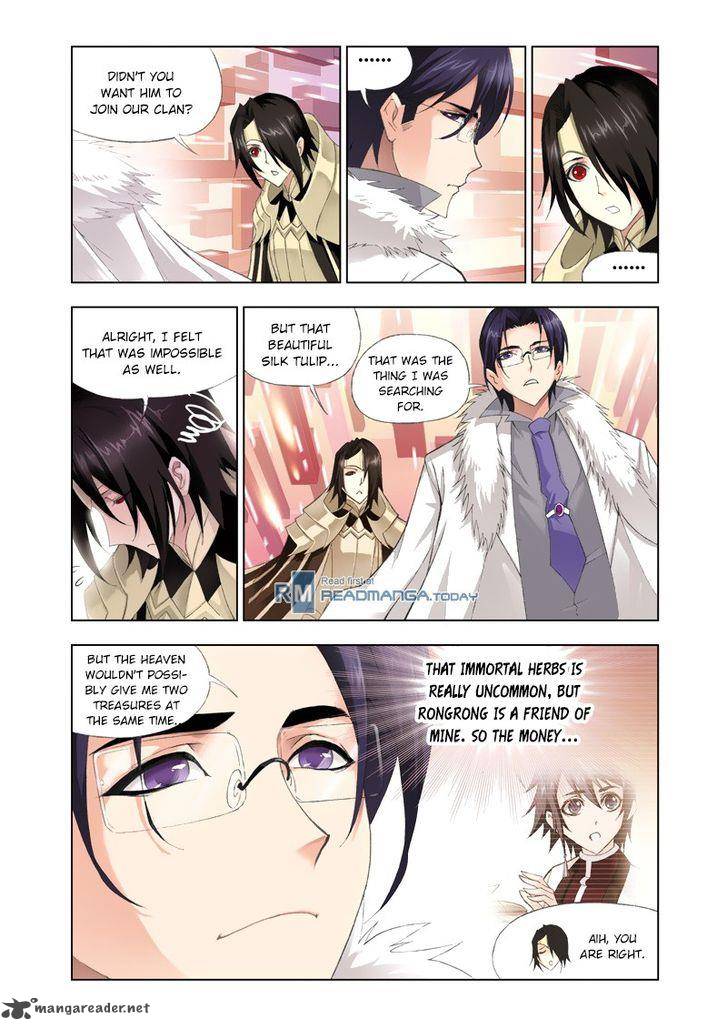 DIDN'T YOU
WANT HIM TO
JOIN OUR CLAN?
......
......
ALRIGHT, I FELT
THAT WAS IMPOSSIBLE
AS WELL.
BUT THAT
BEAUTIFUL
SILK TULIP...
THAT WAS THE
THING I WAS
SEARCHING
FOR.
Read first at
RM READMANGA.TODAY
BUT THE HEAVEN
WOULDN'T POSSI-
BLY GIVE ME TWO
TREASURES AT
THE SAME TIME...
THAT IMMORTAL HERBS IS
REALLY UNCOMMON, BUT
RONGRONG IS A FRIEND OF
MINE. SO THE MONEY...
AIH, YOU
ARE RIGHT.
mangareader.net